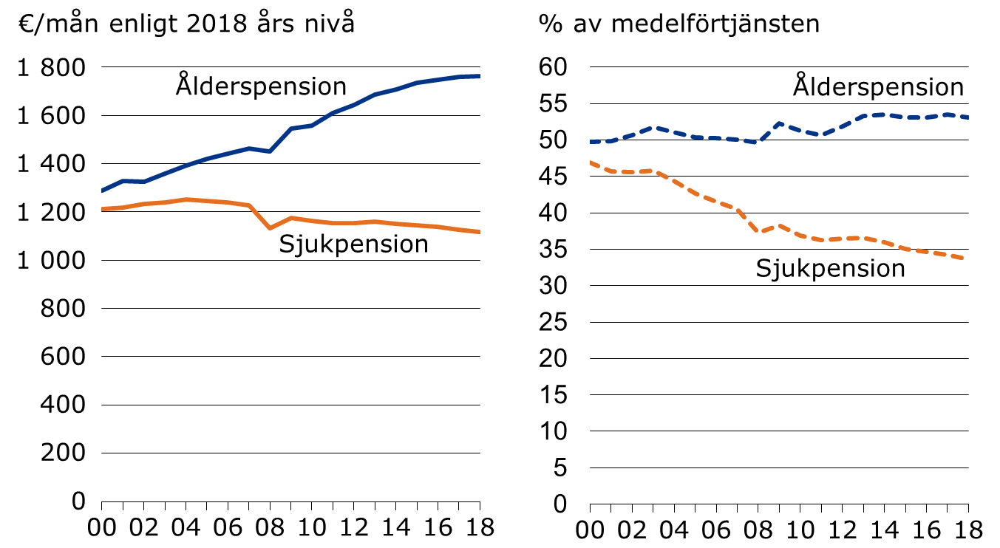 €/mån enligt 2018 års nivå
1 800
Ålderspension
1 600
1 400
1 200
Sjukpension
1 000
800
600
400
200
0
00 02 04 06 08 10 12 14 16 18
% av medelförtjänsten
60
Ålderspension
55
50
45
40
35
Sjukpension
30
25
20
15
10
5
0
00 02 04 06 08 10 12 14 16 18